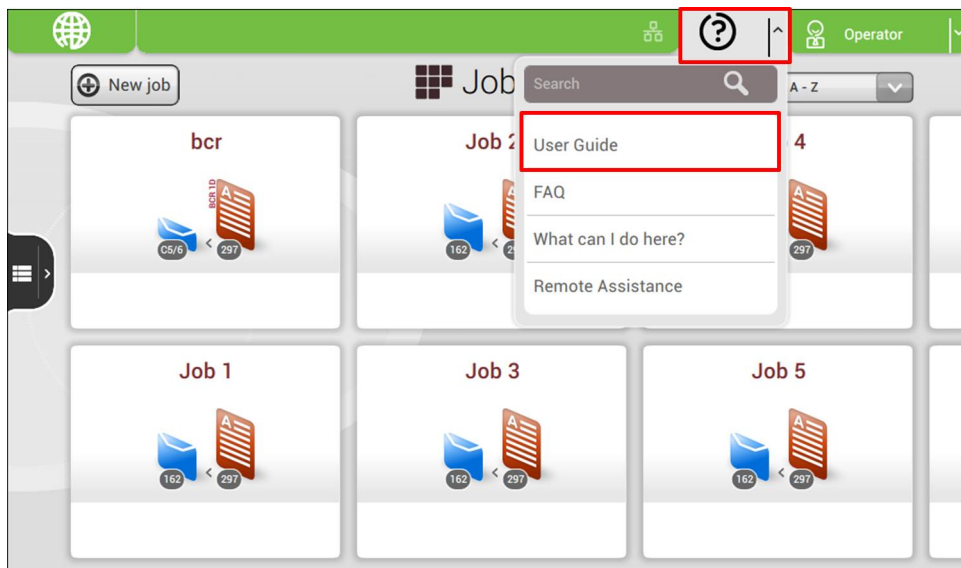 Operator
New job
Job
Search
A - Z
User Guide
FAQ
What can I do here?
Remote Assistance
bcr
Job 2
4
BCR 1D
A
C5/6
297
162
297
Job 1
Job 3
Job 5
A
A
A
162
297
162
297
162
297